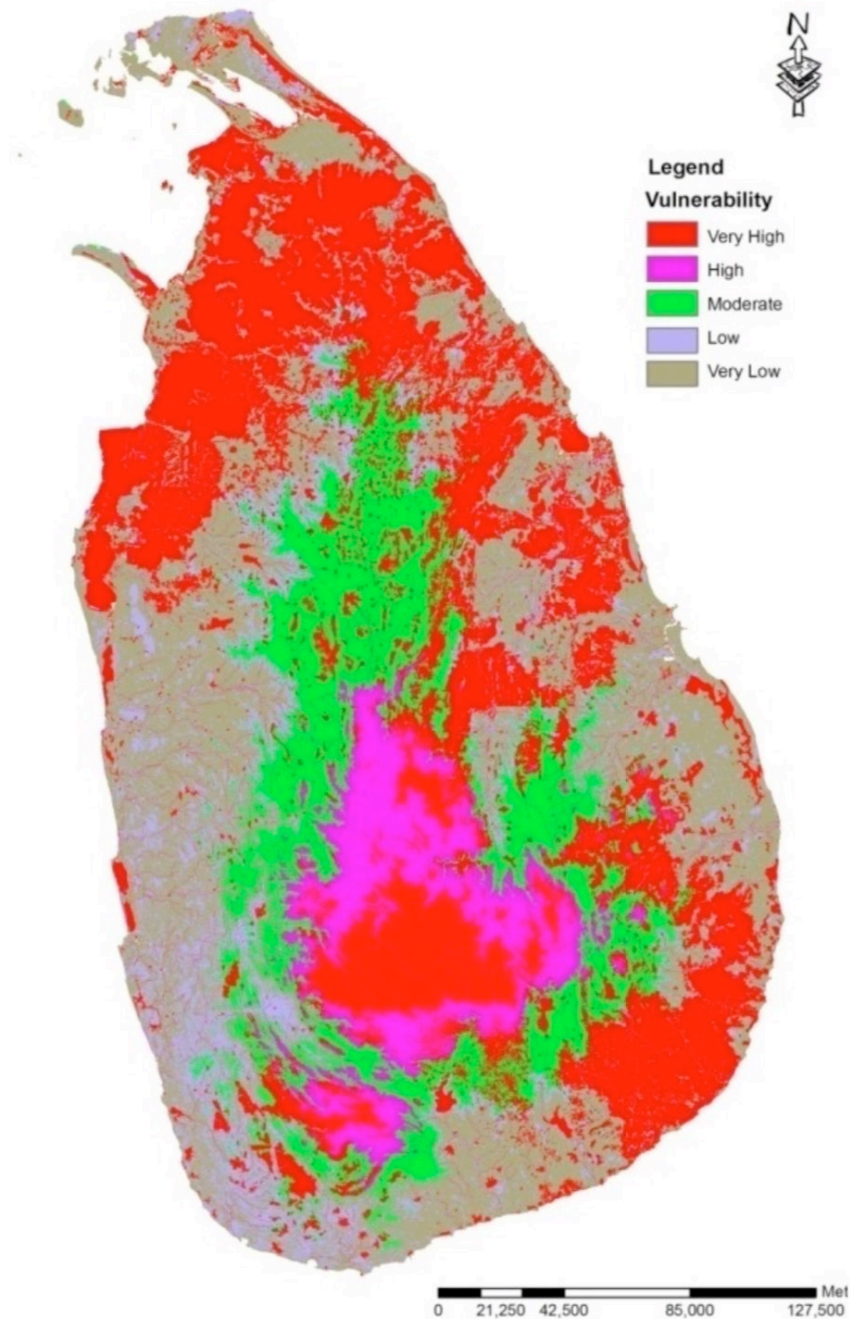 N
Legend
Vulnerability
Very High
High
Moderate
Low
Very Low
Met
0 21,250 42,500 85,000 127,500